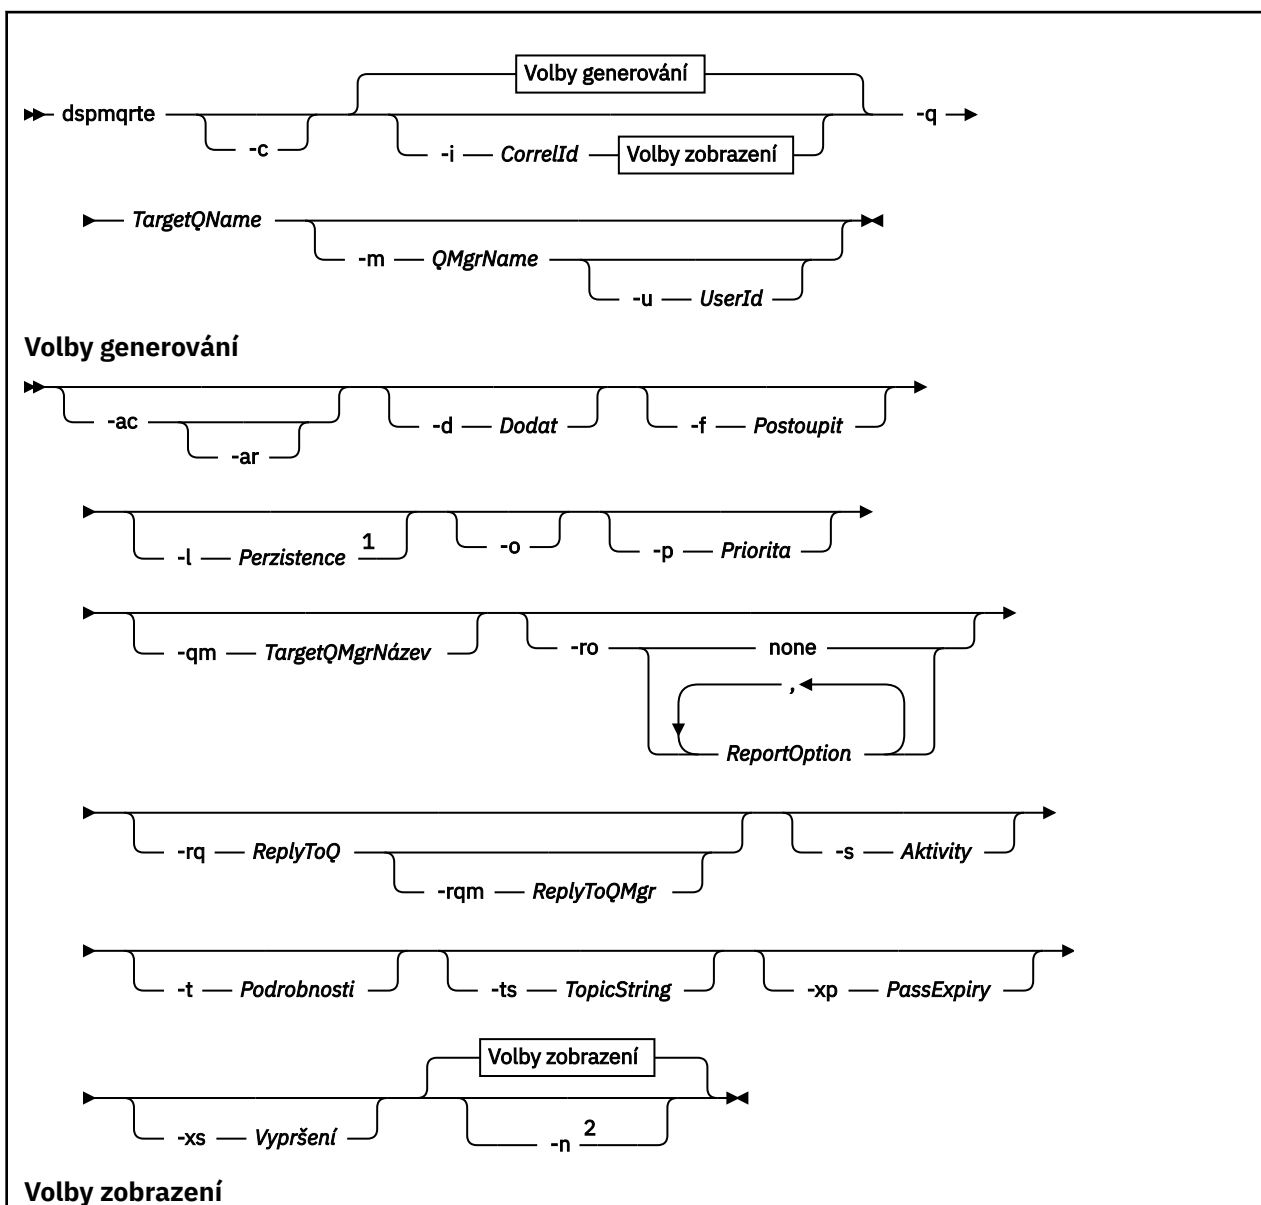 Volby generování
dspmqrte -q
-c
-i CorrelId Volby zobrazení
TargetQName
-m QMgrName
-u UserId
Volby generování
-ac
-d Dodat -f Postoupit
-ar
-l Perzistence 1 -o -p Priorita
-qm TargetQMgrNázev -ro none
,
ReportOption
-rq ReplyToQ -s Aktivity
-rqm ReplyToQMgr
-t Podrobnosti -ts TopicString -xp PassExpiry
Volby zobrazení
-xs Vypršení -n 2
Volby zobrazení